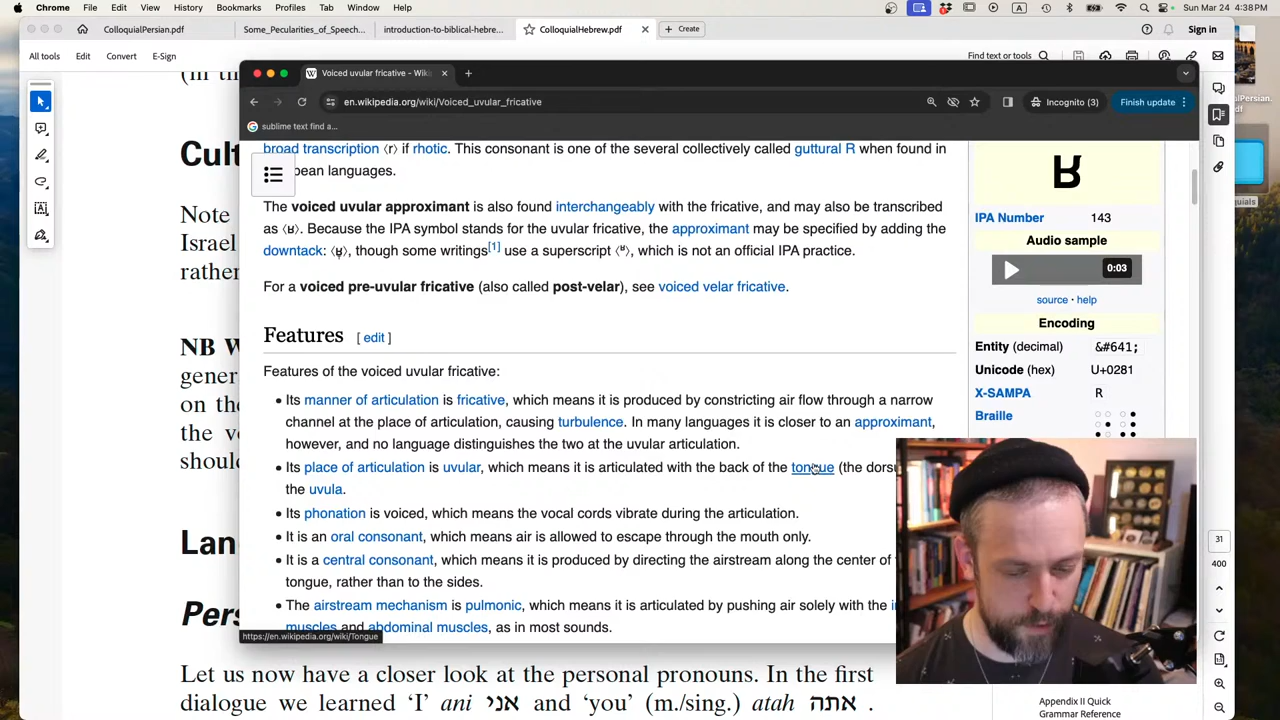 Chrome File Edit View History Bookmarks Profiles Tab Window Help
Sun Mar 24 4:38 PM
ColloquialPersian.pdf Some_Pecularities_of_Speech... introduction-to-biblical-hebre... ColloquialHebrew.pdf Create
Sign in
All tools Edit Convert E-Sign
Find text or tools
(in th
Voiced uvular fricative - Wiki
en.wikipedia.org/wiki/Voiced_uvular_fricative
Incognito (3) Finish update
sublime text find a...
broad transcription ⟨r⟩ if rhotic. This consonant is one of the several collectively called guttural R when found in
pean languages.
The voiced uvular approximant is also found interchangeably with the fricative, and may also be transcribed
as ⟨ʁ⟩. Because the IPA symbol stands for the uvular fricative, the approximant may be specified by adding the
downtack: ⟨ʁ̞⟩, though some writings[1] use a superscript ⟨ʶ⟩, which is not an official IPA practice.
For a voiced pre-uvular fricative (also called post-velar), see voiced velar fricative.
Features [ edit ]
Features of the voiced uvular fricative:
• Its manner of articulation is fricative, which means it is produced by constricting air flow through a narrow
channel at the place of articulation, causing turbulence. In many languages it is closer to an approximant,
however, and no language distinguishes the two at the uvular articulation.
• Its place of articulation is uvular, which means it is articulated with the back of the tongue (the dorsu
the uvula.
• Its phonation is voiced, which means the vocal cords vibrate during the articulation.
• It is an oral consonant, which means air is allowed to escape through the mouth only.
• It is a central consonant, which means it is produced by directing the airstream along the center of
tongue, rather than to the sides.
• The airstream mechanism is pulmonic, which means it is articulated by pushing air solely with the i
muscles and abdominal muscles, as in most sounds.
https://en.wikipedia.org/wiki/Tongue
ʁ
IPA Number 143
Audio sample
0:03
source · help
Encoding
Entity (decimal) &#641;
Unicode (hex) U+0281
X-SAMPA R
Braille
Cult
Note
Israel
rathe
NB W
gener
on th
the v
shoul
Lan
Pers
Let us now have a closer look at the personal pronouns. In the first
dialogue we learned ‘I’ ani אני and ‘you’ (m./sing.) atah אתה .
31
400
Appendix II Quick
Grammar Reference